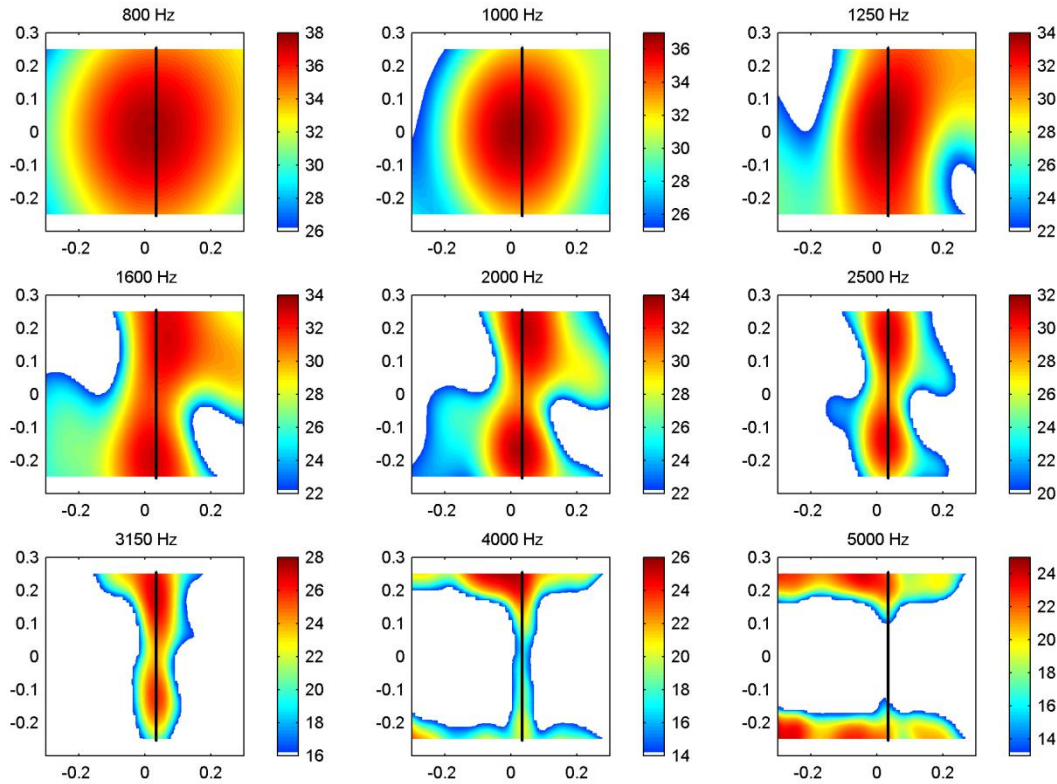 800 Hz 1000 Hz 1250 Hz
0.3 38 0.3 0.3 34
0.2 36 0.2 36 0.2 32
0.1 34 0.1 34 0.1 30
0 32 0 32 0 28
-0.1 30 -0.1 30 -0.1 26
-0.2 28 -0.2 28 -0.2 24
26 26 22
-0.2 0 0.2 -0.2 0 0.2 -0.2 0 0.2
1600 Hz 2000 Hz 2500 Hz
0.3 34 0.3 34 0.3 32
0.2 32 0.2 32 0.2 30
0.1 30 0.1 30 0.1 28
0 28 0 28 0 26
-0.1 26 -0.1 26 -0.1 24
-0.2 24 -0.2 24 -0.2 22
22 22 20
-0.2 0 0.2 -0.2 0 0.2 -0.2 0 0.2
3150 Hz 4000 Hz 5000 Hz
0.3 28 0.3 26 0.3
0.2 26 0.2 24 0.2 24
0.1 24 0.1 22 0.1 22
0 22 0 20 0 20
-0.1 20 -0.1 18 -0.1 18
-0.2 18 -0.2 16 -0.2 16
16 14 14
-0.2 0 0.2 -0.2 0 0.2 -0.2 0 0.2